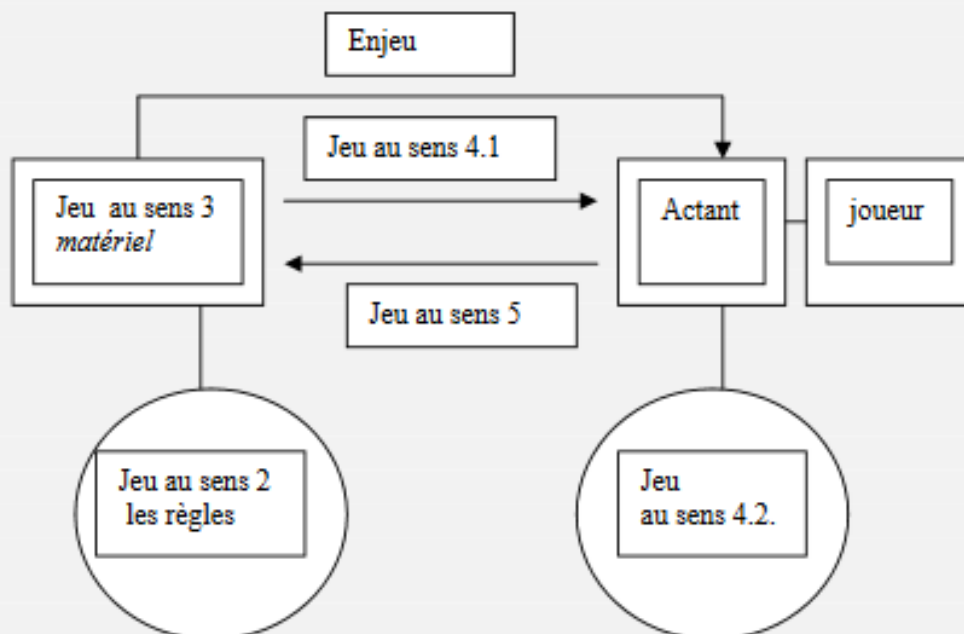 Enjeu
Jeu au sens 4.1
Jeu au sens 3
matériel
Actant
joueur
Jeu au sens 5
Jeu au sens 2
les règles
Jeu
au sens 4.2.